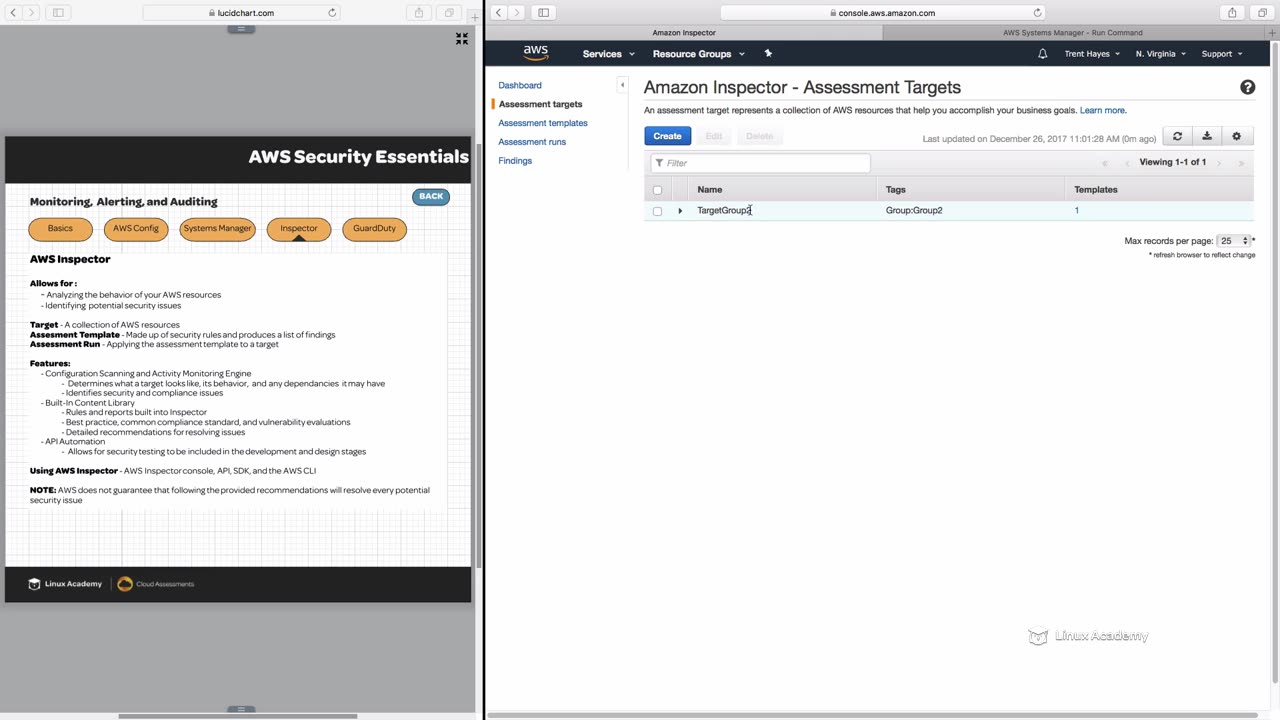 lucidchart.com
AWS Security Essentials
Monitoring, Alerting, and Auditing
BACK
Basics
AWS Config
Systems Manager
Inspector
GuardDuty
AWS Inspector
Allows for :
- Analyzing the behavior of your AWS resources
- Identifying potential security issues
Target - A collection of AWS resources
Assesment Template - Made up of security rules and produces a list of findings
Assessment Run - Applying the assessment template to a target
Features:
- Configuration Scanning and Activity Monitoring Engine
- Determines what a target looks like, its behavior, and any dependancies it may have
- Identifies security and compliance issues
- Built-In Content Library
- Rules and reports built into Inspector
- Best practice, common compliance standard, and vulnerability evaluations
- Detailed recommendations for resolving issues
- API Automation
- Allows for security testing to be included in the development and design stages
Using AWS Inspector - AWS Inspector console, API, SDK, and the AWS CLI
NOTE: AWS does not guarantee that following the provided recommendations will resolve every potential
security issue
Linux Academy
Cloud Assessments
console.aws.amazon.com
Amazon Inspector
AWS Systems Manager - Run Command
aws
Services
Resource Groups
Trent Hayes
N. Virginia
Support
Dashboard
Assessment targets
Assessment templates
Assessment runs
Findings
Amazon Inspector - Assessment Targets
An assessment target represents a collection of AWS resources that help you accomplish your business goals. Learn more.
Create
Edit
Delete
Last updated on December 26, 2017 11:01:28 AM (0m ago)
Filter
Viewing 1-1 of 1
Name
Tags
Templates
TargetGroup2
Group:Group2
1
Max records per page: 25 *
* refresh browser to reflect change
Linux Academy